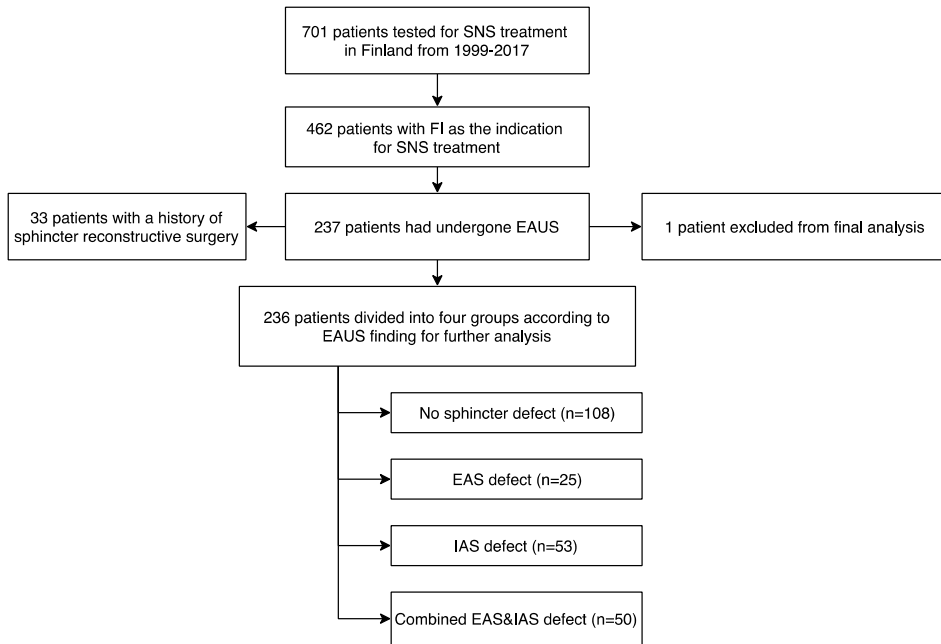 701 patients tested for SNS treatment
in Finland from 1999-2017
462 patients with FI as the indication
for SNS treatment
33 patients with a history of
sphincter reconstructive surgery
237 patients had undergone EAUS
1 patient excluded from final analysis
236 patients divided into four groups according to
EAUS finding for further analysis
No sphincter defect (n=108)
EAS defect (n=25)
IAS defect (n=53)
Combined EAS&IAS defect (n=50)